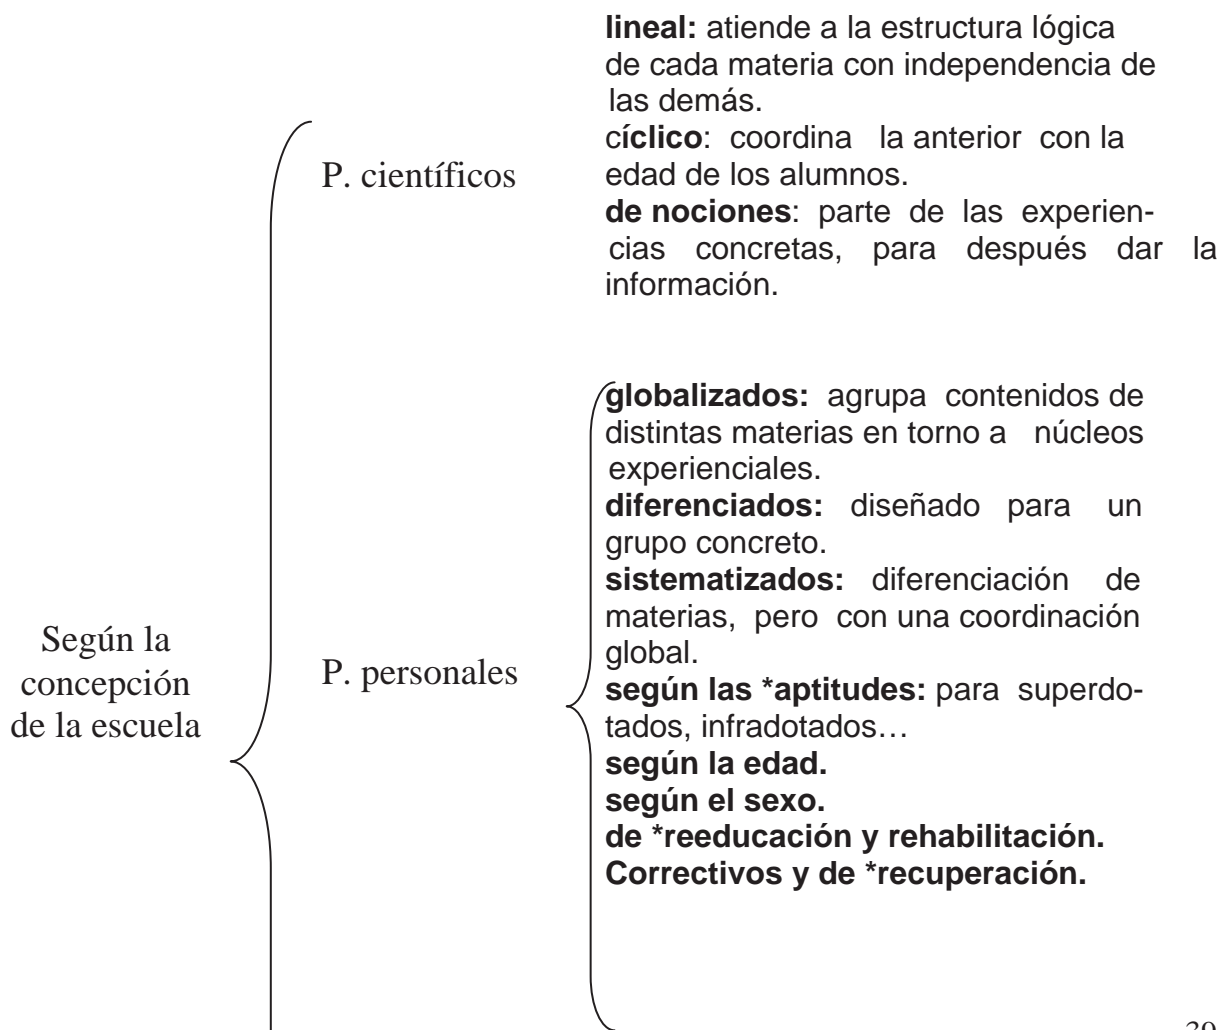 lineal: atiende a la estructura lógica
de cada materia con independencia de
las demás.
P. científicos
cíclico: coordina la anterior con la
edad de los alumnos.
de nociones: parte de las experien-
cias concretas, para después dar la
información.
globalizados: agrupa contenidos de
distintas materias en torno a núcleos
experienciales.
diferenciados: diseñado para un
grupo concreto.
sistematizados: diferenciación de
materias, pero con una coordinación
global.
Según la
concepción
de la escuela
P. personales
según las *aptitudes: para superdo-
tados, infradotados…
según la edad.
según el sexo.
de *reeducación y rehabilitación.
Correctivos y de *recuperación.